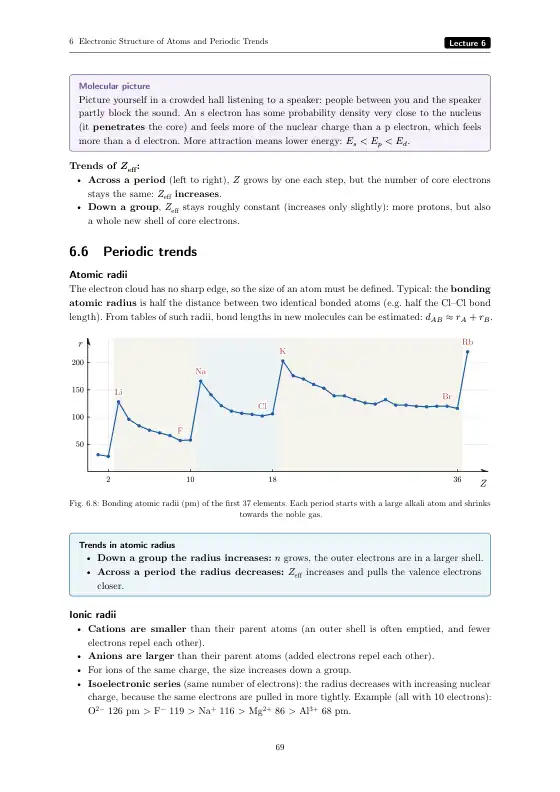 6 Electronic Structure of Atoms and Periodic Trends
Lecture 6
Molecular picture
Picture yourself in a crowded hall listening to a speaker: people between you and the speaker
partly block the sound. An s electron has some probability density very close to the nucleus
(it penetrates the core) and feels more of the nuclear charge than a p electron, which feels
more than a d electron. More attraction means lower energy: Eₛ < Eₚ < E_d.
Trends of Z_eff:
• Across a period (left to right), Z grows by one each step, but the number of core electrons
stays the same: Z_eff increases.
• Down a group, Z_eff stays roughly constant (increases only slightly): more protons, but also
a whole new shell of core electrons.
6.6 Periodic trends
Atomic radii
The electron cloud has no sharp edge, so the size of an atom must be defined. Typical: the bonding
atomic radius is half the distance between two identical bonded atoms (e.g. half the Cl–Cl bond
length). From tables of such radii, bond lengths in new molecules can be estimated: d_AB ≈ r_A + r_B.
r
200
150
100
50
Li
F
Na
Cl
K
Br
Rb
2
10
18
36
Z
Fig. 6.8: Bonding atomic radii (pm) of the first 37 elements. Each period starts with a large alkali atom and shrinks
towards the noble gas.
Trends in atomic radius
• Down a group the radius increases: n grows, the outer electrons are in a larger shell.
• Across a period the radius decreases: Z_eff increases and pulls the valence electrons
closer.
Ionic radii
• Cations are smaller than their parent atoms (an outer shell is often emptied, and fewer
electrons repel each other).
• Anions are larger than their parent atoms (added electrons repel each other).
• For ions of the same charge, the size increases down a group.
• Isoelectronic series (same number of electrons): the radius decreases with increasing nuclear
charge, because the same electrons are pulled in more tightly. Example (all with 10 electrons):
O²⁻ 126 pm > F⁻ 119 > Na⁺ 116 > Mg²⁺ 86 > Al³⁺ 68 pm.
69